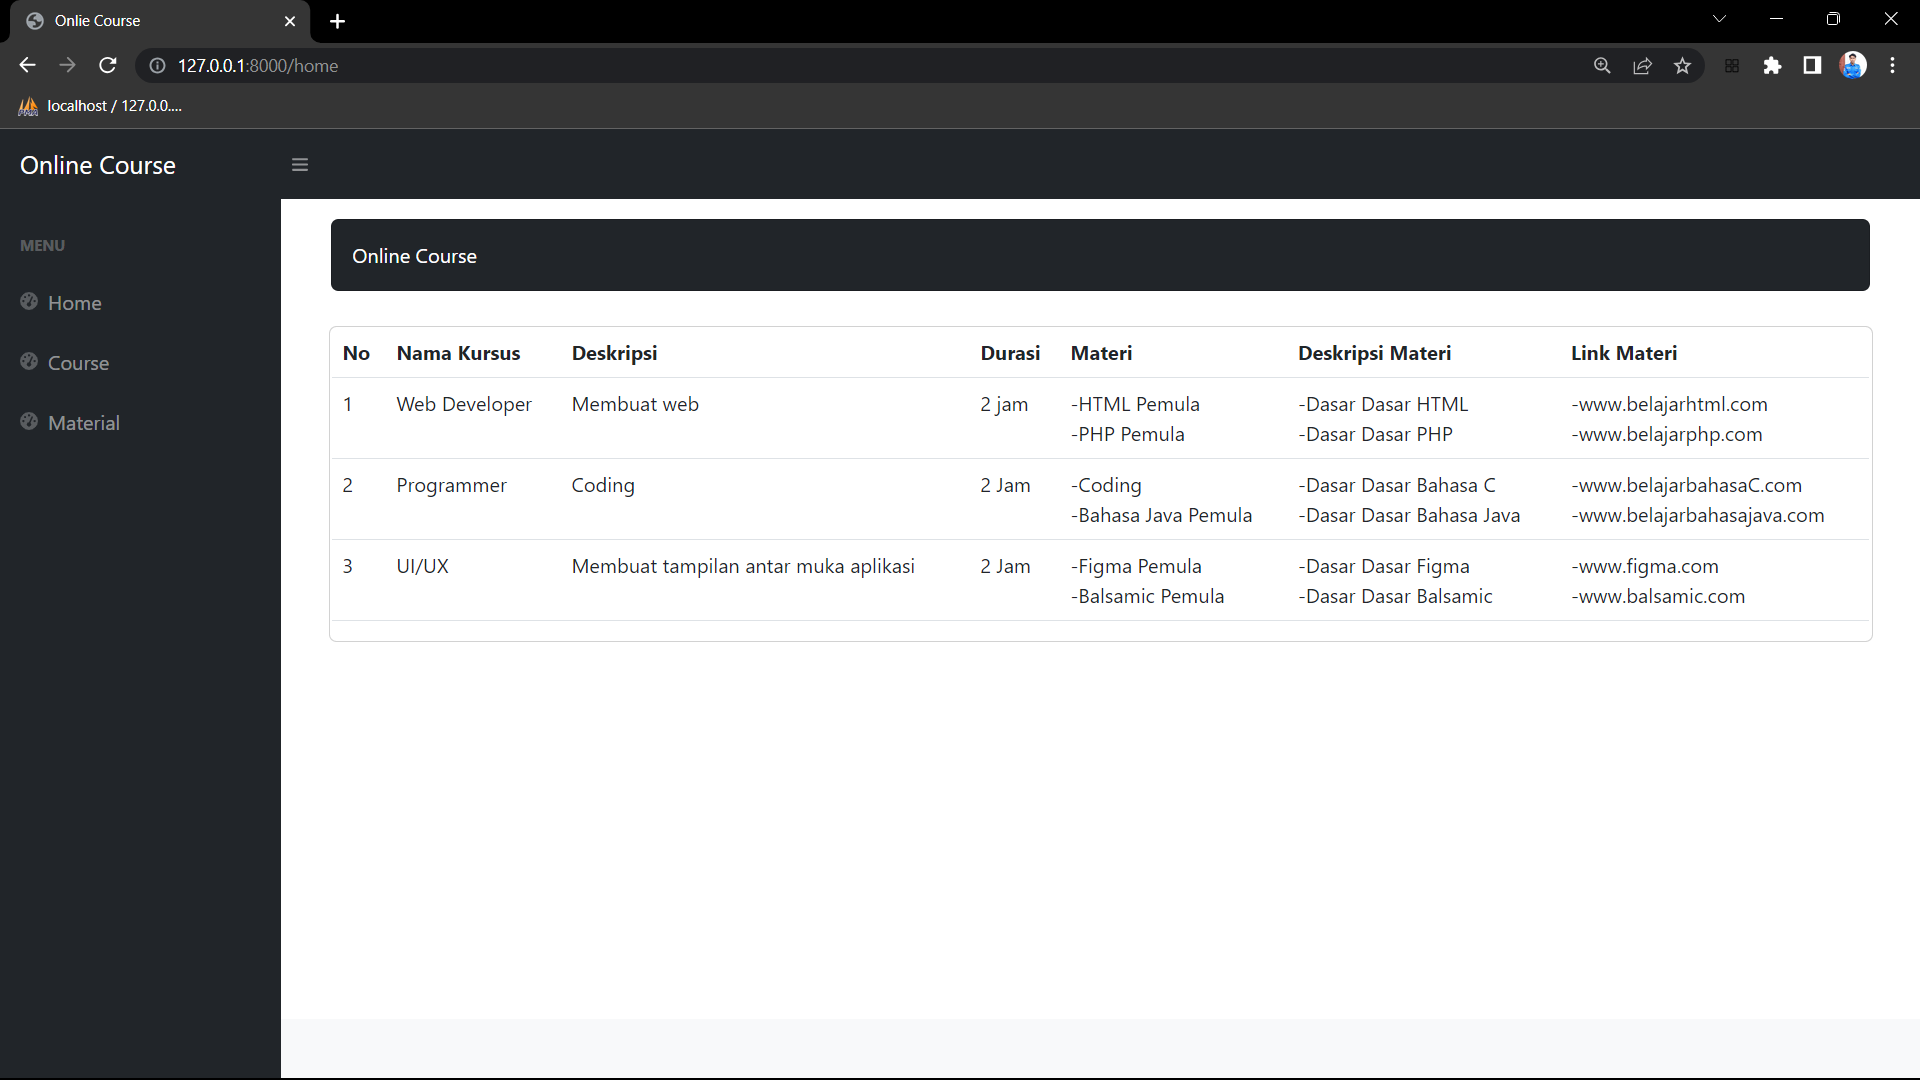 Onlie Course
127.0.0.1:8000/home
localhost / 127.0.0....
Online Course
MENU
Home
Course
Material
Online Course
No Nama Kursus Deskripsi Durasi Materi Deskripsi Materi Link Materi
1 Web Developer Membuat web 2 jam -HTML Pemula -Dasar Dasar HTML -www.belajarhtml.com
-PHP Pemula -Dasar Dasar PHP -www.belajarphp.com
2 Programmer Coding 2 Jam -Coding -Dasar Dasar Bahasa C -www.belajarbahasaC.com
-Bahasa Java Pemula -Dasar Dasar Bahasa Java -www.belajarbahasajava.com
3 UI/UX Membuat tampilan antar muka aplikasi 2 Jam -Figma Pemula -Dasar Dasar Figma -www.figma.com
-Balsamic Pemula -Dasar Dasar Balsamic -www.balsamic.com